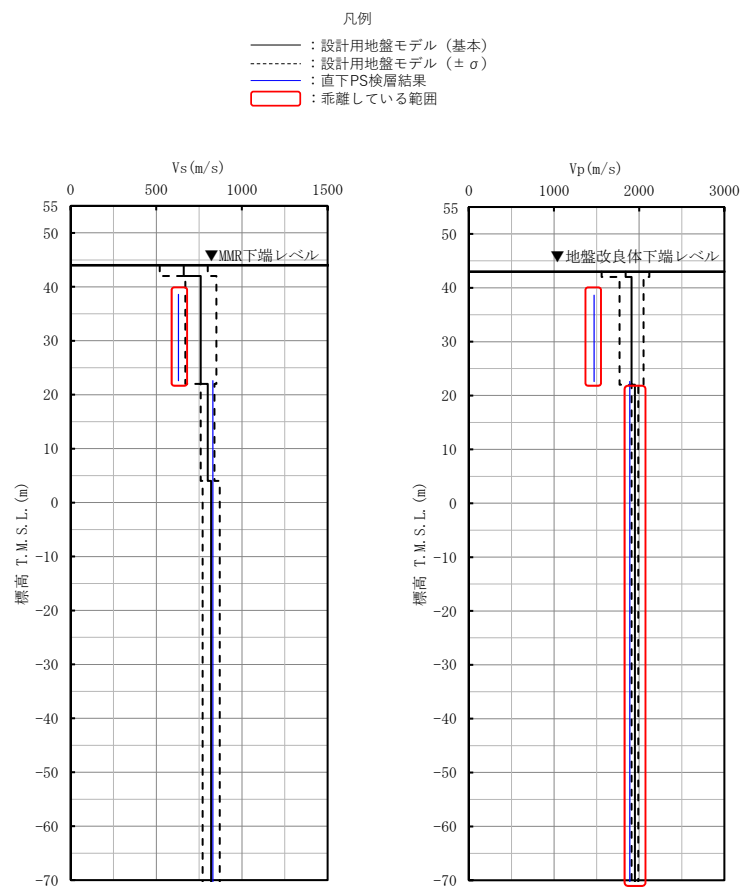 凡例
：設計用地盤モデル（基本）
：設計用地盤モデル（±σ）
：直下PS検層結果
：乖離している範囲
Vs(m/s)
0 500 1000 1500
55
50
40
30
20
10
0
-10
-20
-30
-40
-50
-60
-70
標高 T.M.S.L.(m)
▼MMR下端レベル
Vp(m/s)
0 1000 2000 3000
55
50
40
30
20
10
0
-10
-20
-30
-40
-50
-60
-70
標高 T.M.S.L.(m)
▼地盤改良体下端レベル